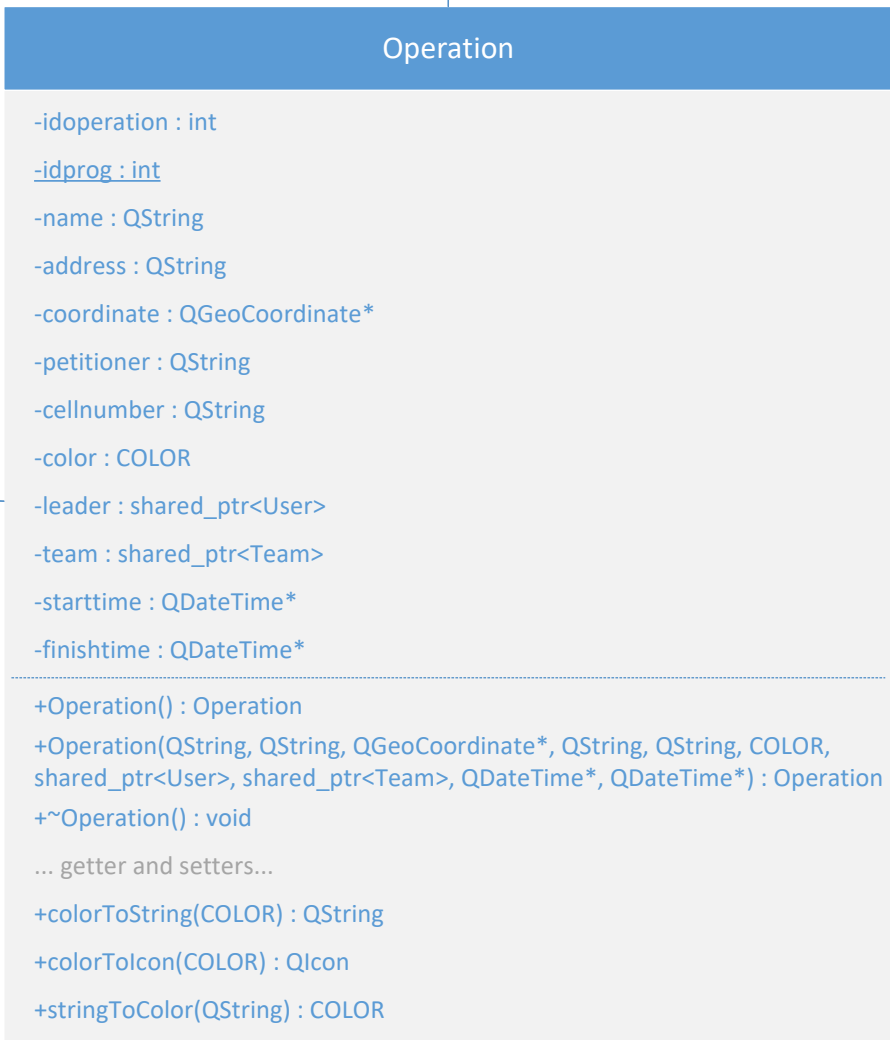 Operation
-idoperation : int
-idprog : int
-name : QString
-address : QString
-coordinate : QGeoCoordinate*
-petitioner : QString
-cellnumber : QString
-color : COLOR
-leader : shared_ptr<User>
-team : shared_ptr<Team>
-starttime : QDateTime*
-finishtime : QDateTime*
+Operation() : Operation
+Operation(QString, QString, QGeoCoordinate*, QString, QString, COLOR,
shared_ptr<User>, shared_ptr<Team>, QDateTime*, QDateTime*) : Operation
+~Operation() : void
... getter and setters...
+colorToString(COLOR) : QString
+colorToIcon(COLOR) : QIcon
+stringToColor(QString) : COLOR